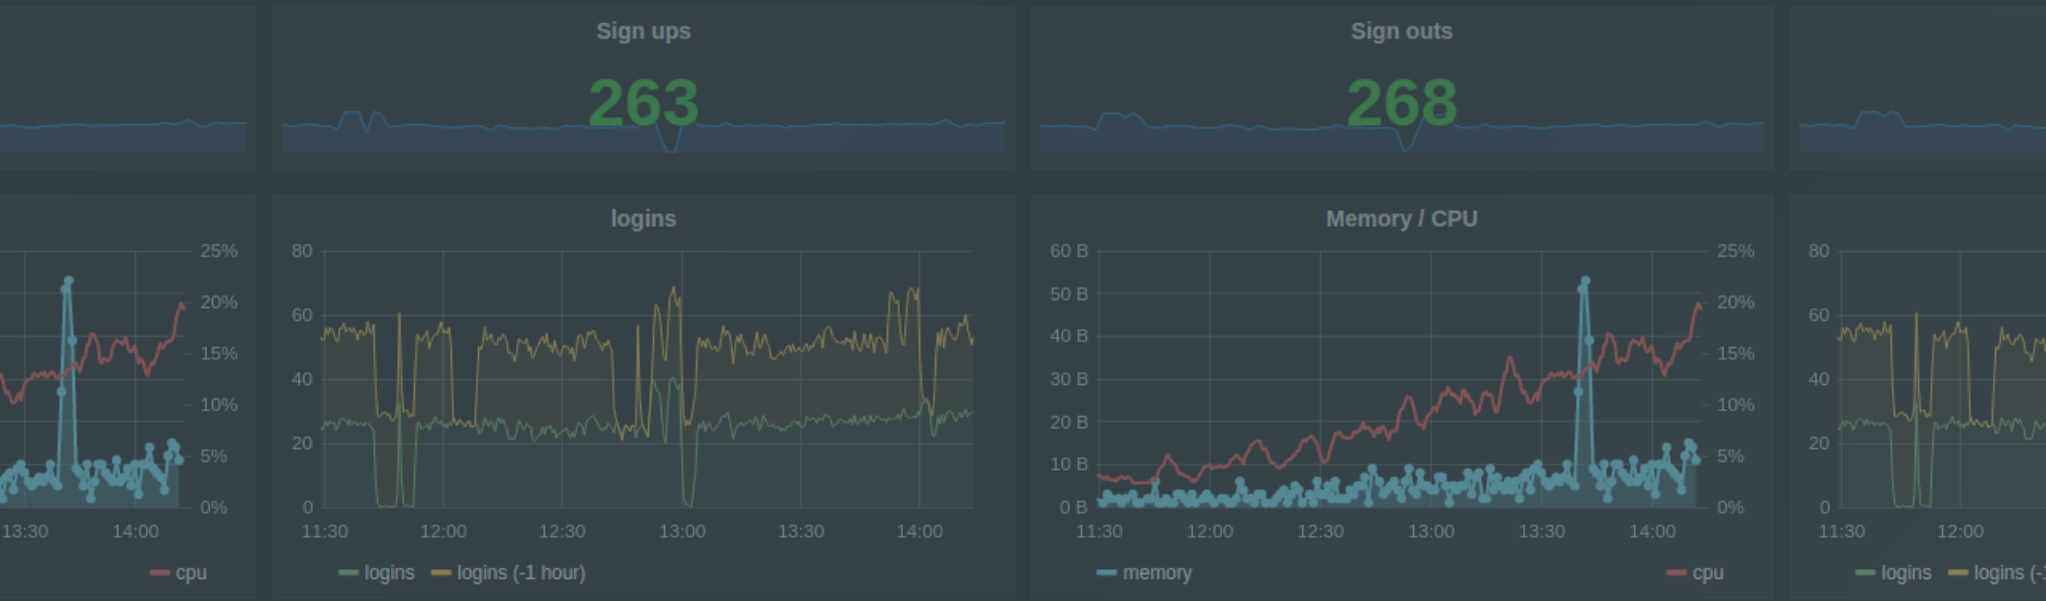 Sign ups
Sign outs
263
268
logins
Memory / CPU
25%
20%
15%
10%
5%
0%
13:30
14:00
cpu
80
60
40
20
0
11:30
12:00
12:30
13:00
13:30
14:00
logins
logins (-1 hour)
60 B
50 B
40 B
30 B
20 B
10 B
0 B
25%
20%
15%
10%
5%
0%
11:30
12:00
12:30
13:00
13:30
14:00
memory
cpu
80
60
40
20
0
11:30
12:00
logins
logins (-